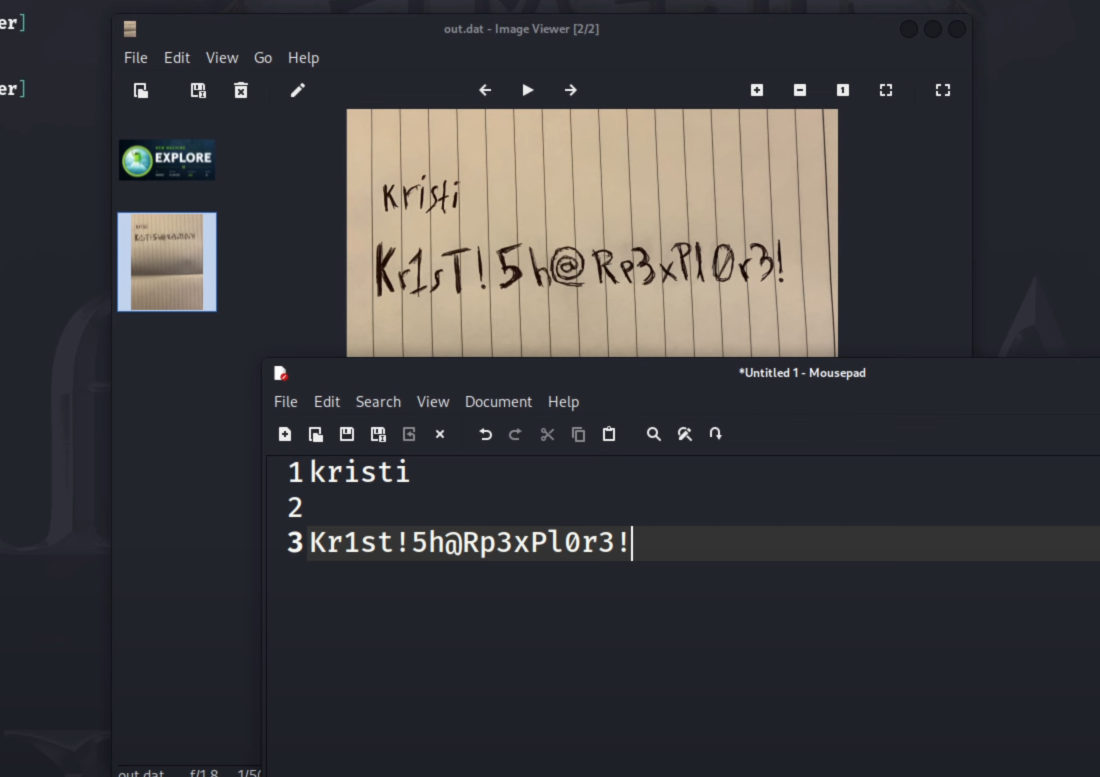 er]
er]
out.dat - Image Viewer [2/2]
File Edit View Go Help
EXPLORE
kristi
Kr1sT!5h@Rp3xPl0r3!
*Untitled 1 - Mousepad
File Edit Search View Document Help
1 kristi
2
3 Kr1st!5h@Rp3xPl0r3!
out.dat f/1.8 1/50